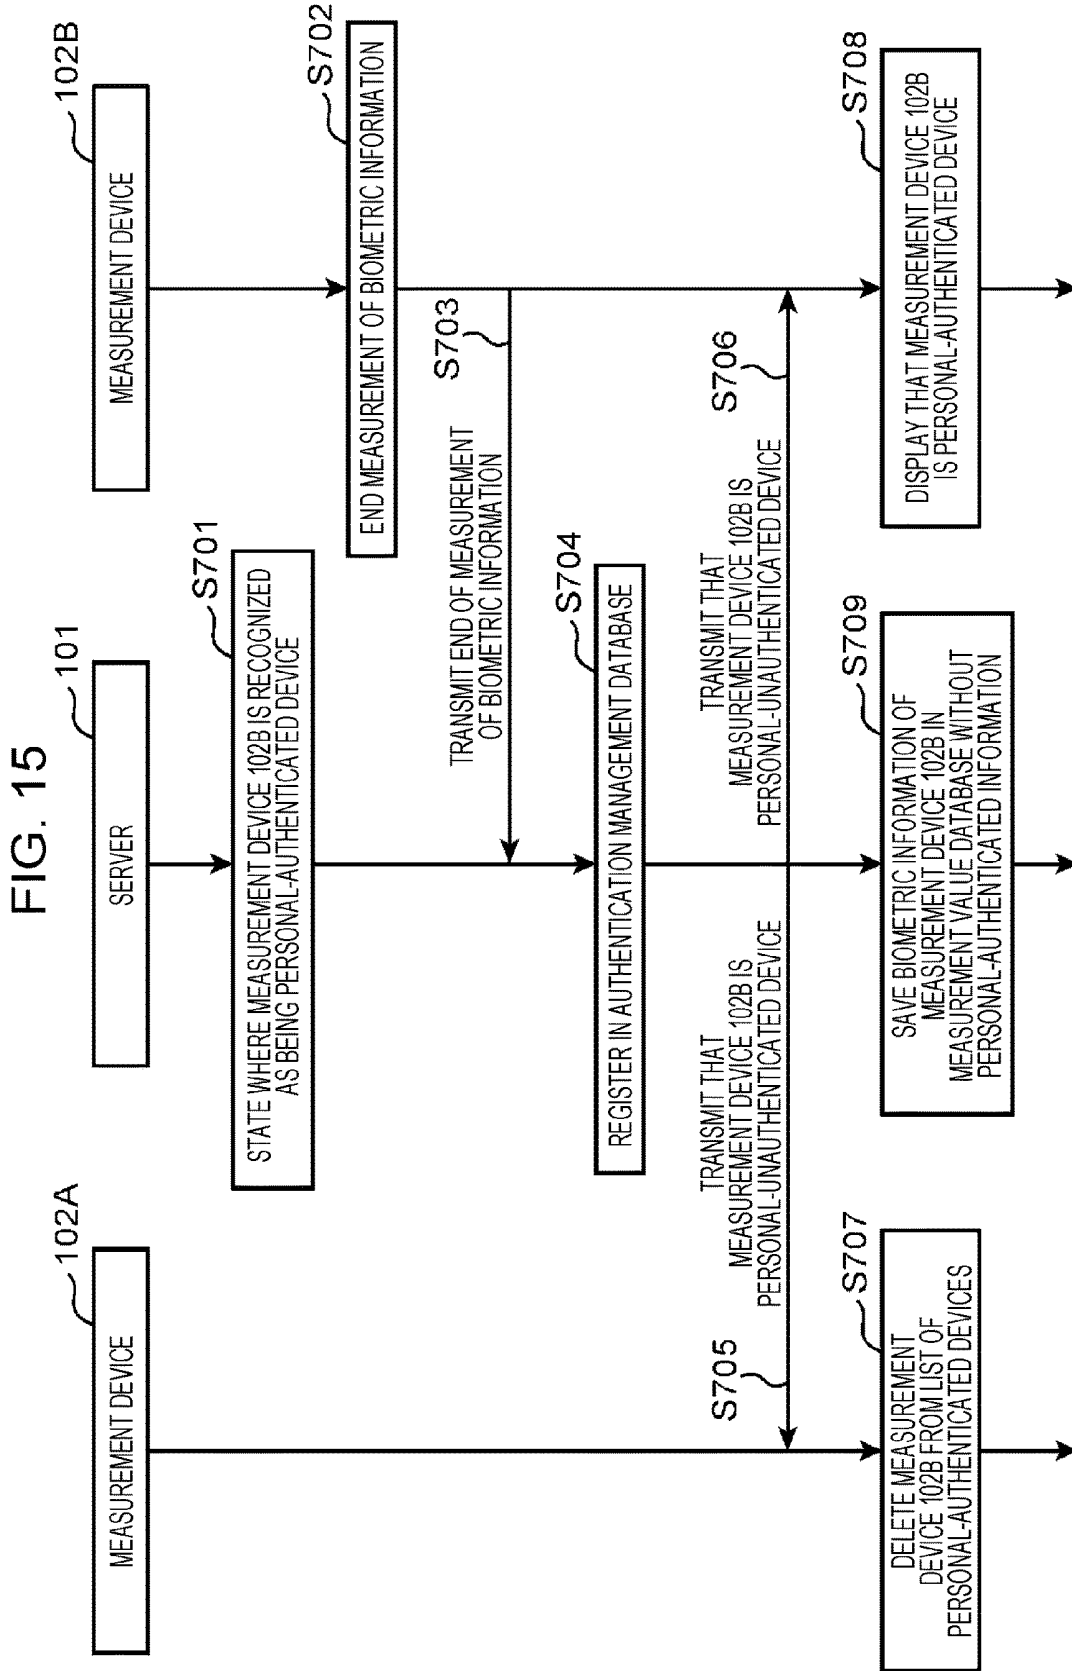 FIG. 15
102A
MEASUREMENT DEVICE
101
SERVER
102B
MEASUREMENT DEVICE
S701
STATE WHERE MEASUREMENT DEVICE 102B IS RECOGNIZED
AS BEING PERSONAL-AUTHENTICATED DEVICE
S702
END MEASUREMENT OF BIOMETRIC INFORMATION
S703
TRANSMIT END OF MEASUREMENT
OF BIOMETRIC INFORMATION
S704
REGISTER IN AUTHENTICATION MANAGEMENT DATABASE
S705
TRANSMIT THAT
MEASUREMENT DEVICE 102B IS
PERSONAL-UNAUTHENTICATED DEVICE
S706
TRANSMIT THAT
MEASUREMENT DEVICE 102B IS
PERSONAL-UNAUTHENTICATED DEVICE
S707
DELETE MEASUREMENT
DEVICE 102B FROM LIST OF
PERSONAL-AUTHENTICATED DEVICES
S709
SAVE BIOMETRIC INFORMATION OF
MEASUREMENT DEVICE 102B IN
MEASUREMENT VALUE DATABASE WITHOUT
PERSONAL-AUTHENTICATED INFORMATION
S708
DISPLAY THAT MEASUREMENT DEVICE 102B
IS PERSONAL-AUTHENTICATED DEVICE